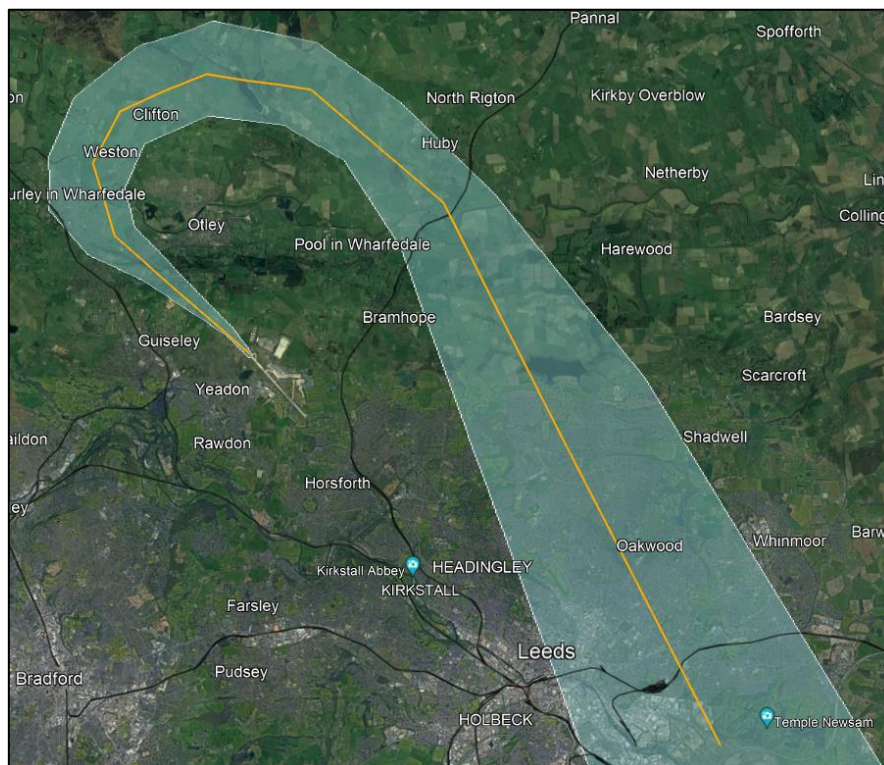 Pannal
Spofforth
North Rigton
Kirkby Overblow
Clifton
Huby
Weston
Netherby
urley in Wharfedale
Lin
Otley
Colling
Pool in Wharfedale
Harewood
Bramhope
Bardsey
Guiseley
Scarcroft
Yeadon
Rawdon
Shadwell
aildon
Horsforth
ey
Oakwood
Whinmoor
Barw
Kirkstall Abbey
HEADINGLEY
KIRKSTALL
Farsley
Leeds
Bradford
Pudsey
HOLBECK
Temple Newsam